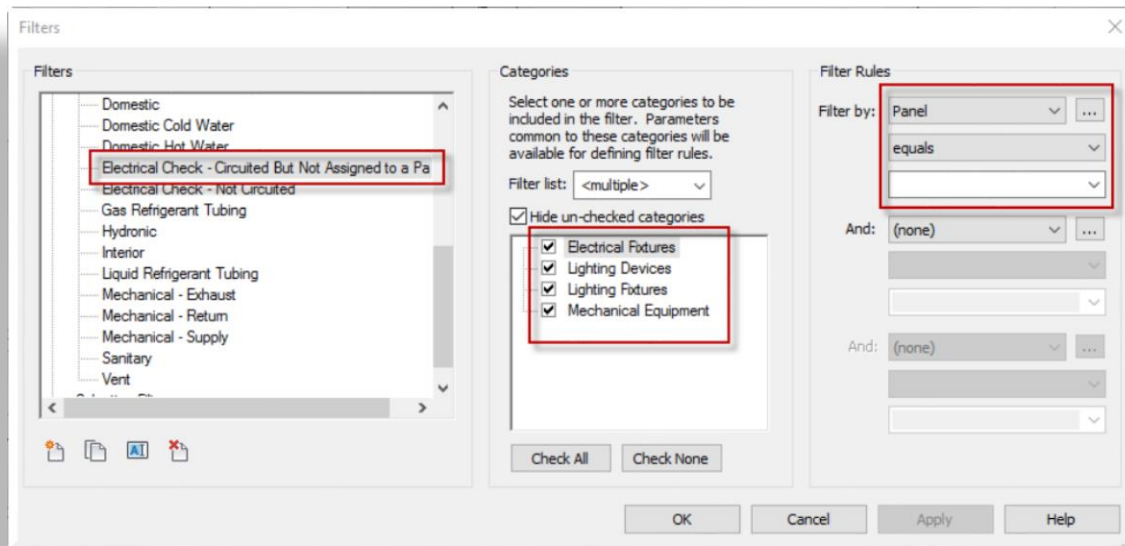 Filters
Filters
Domestic
Domestic Cold Water
Domestic Hot Water
Electrical Check - Circuited But Not Assigned to a Pa
Electrical Check - Not Circuited
Gas Refrigerant Tubing
Hydronic
Interior
Liquid Refrigerant Tubing
Mechanical - Exhaust
Mechanical - Return
Mechanical - Supply
Sanitary
Vent
Categories
Select one or more categories to be
included in the filter. Parameters
common to these categories will be
available for defining filter rules.
Filter list: <multiple>
Hide un-checked categories
Electrical Fixtures
Lighting Devices
Lighting Fixtures
Mechanical Equipment
Check All Check None
Filter Rules
Filter by: Panel ...
equals
And: (none) ...
And: (none) ...
OK Cancel Apply Help